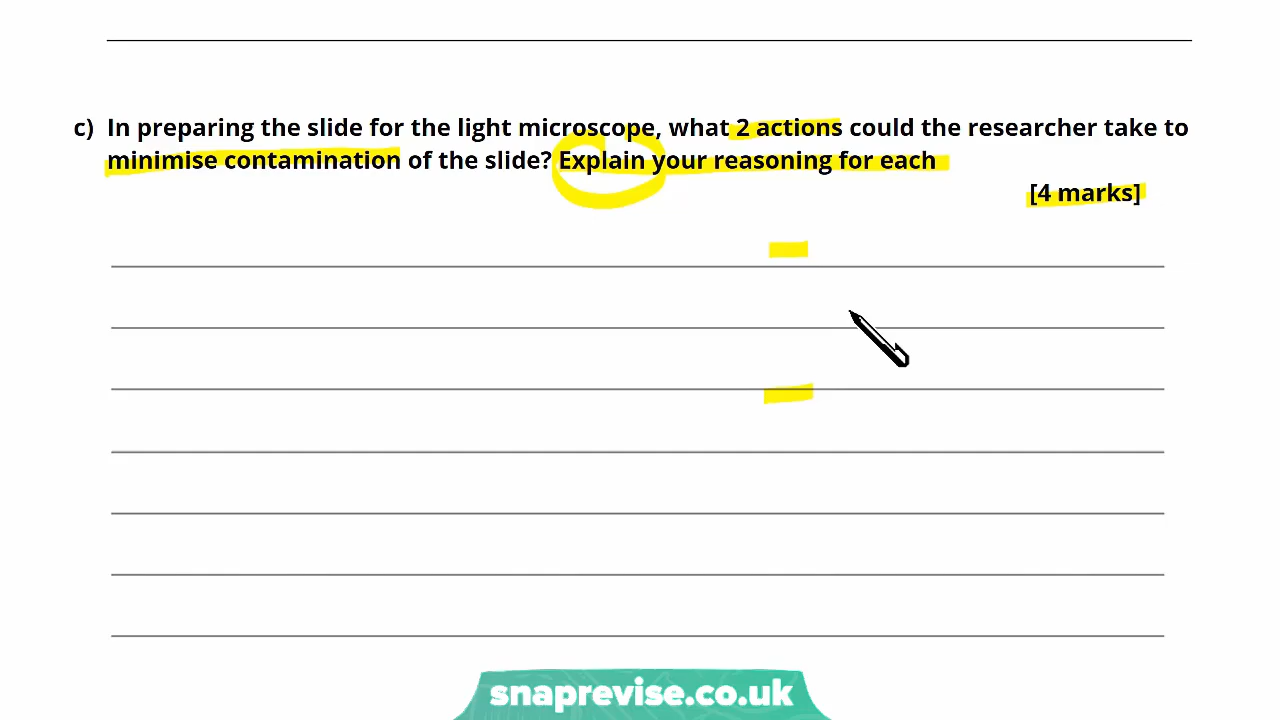 c) In preparing the slide for the light microscope, what 2 actions could the researcher take to
minimise contamination of the slide? Explain your reasoning for each
[4 marks]
snaprevise.co.uk